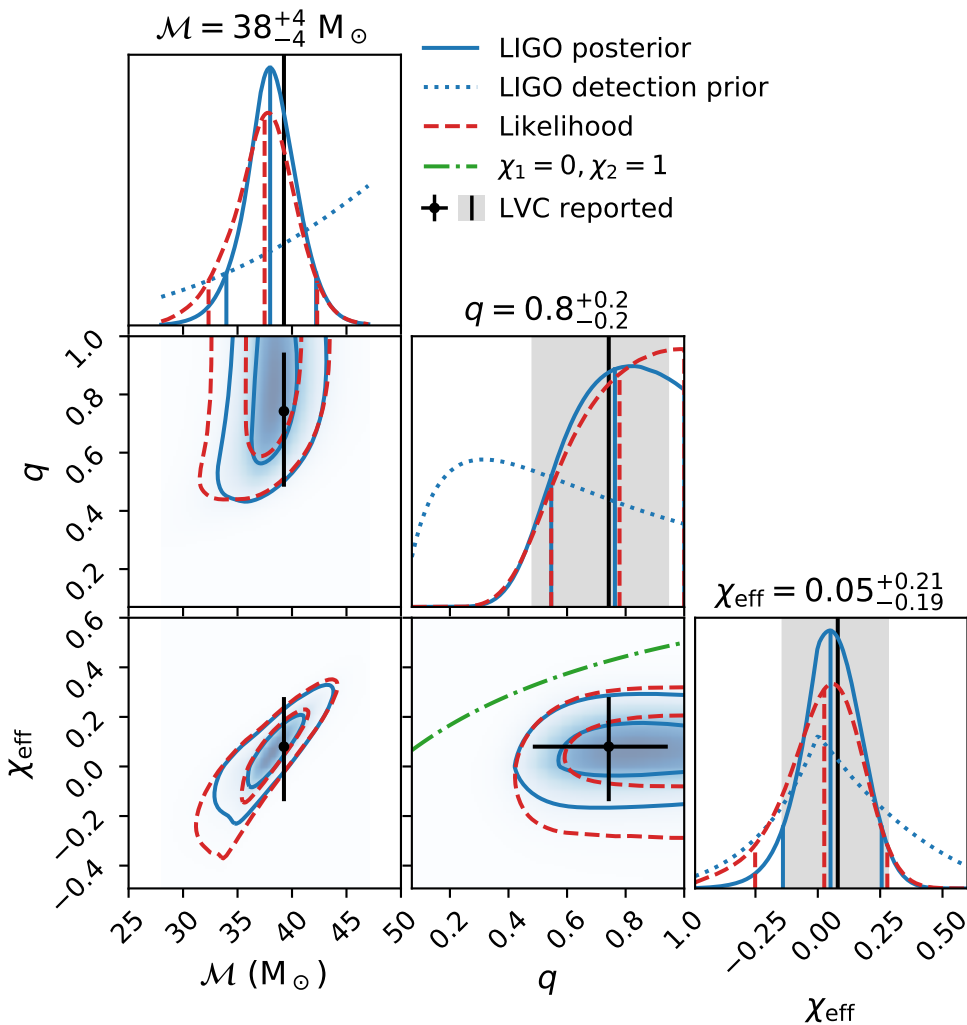 ℳ = 38⁺⁴₋₄ M⊙
LIGO posterior
LIGO detection prior
Likelihood
χ₁ = 0, χ₂ = 1
LVC reported
q = 0.8⁺⁰·²₋₀.₂
1.0
0.8
0.6
0.4
0.2
q
χeff = 0.05⁺⁰·²¹₋₀.₁₉
0.6
0.4
0.2
0.0
−0.2
−0.4
χeff
25 30 35 40 45 50
ℳ (M⊙)
0.2 0.4 0.6 0.8 1.0
q
−0.25 0.00 0.25 0.50
χeff